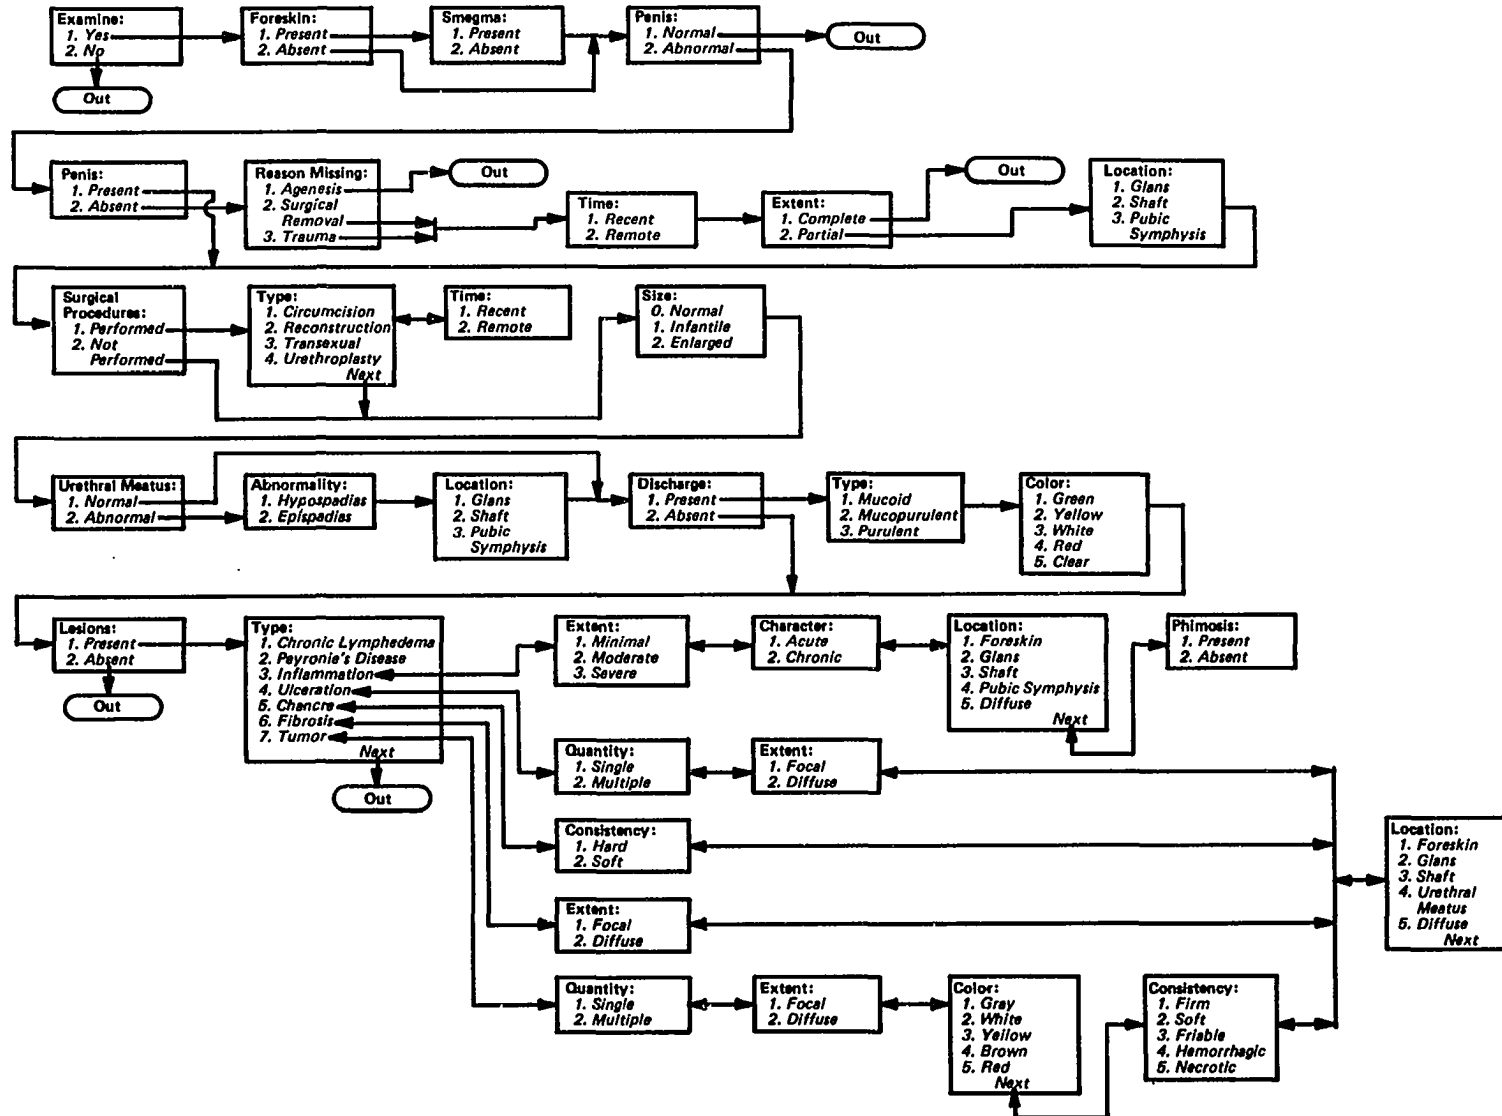 Examine:
1. Yes
2. No
Out
Foreskin:
1. Present
2. Absent
Smegma:
1. Present
2. Absent
Penis:
1. Normal
2. Abnormal
Out
Penis:
1. Present
2. Absent
Reason Missing:
1. Agenesis
2. Surgical
Removal
3. Trauma
Out
Time:
1. Recent
2. Remote
Extent:
1. Complete
2. Partial
Out
Location:
1. Glans
2. Shaft
3. Pubic
Symphysis
Surgical
Procedures:
1. Performed
2. Not
Performed
Type:
1. Circumcision
2. Reconstruction
3. Transexual
4. Urethroplasty
Next
Time:
1. Recent
2. Remote
Size:
0. Normal
1. Infantile
2. Enlarged
Urethral Meatus:
1. Normal
2. Abnormal
Abnormality:
1. Hypospadias
2. Epispadias
Location:
1. Glans
2. Shaft
3. Pubic
Symphysis
Discharge:
1. Present
2. Absent
Type:
1. Mucoid
2. Mucopurulent
3. Purulent
Color:
1. Green
2. Yellow
3. White
4. Red
5. Clear
Lesions:
1. Present
2. Absent
Out
Type:
1. Chronic Lymphedema
2. Peyronie's Disease
3. Inflammation
4. Ulceration
5. Chancre
6. Fibrosis
7. Tumor
Next
Out
Extent:
1. Minimal
2. Moderate
3. Severe
Character:
1. Acute
2. Chronic
Location:
1. Foreskin
2. Glans
3. Shaft
4. Pubic Symphysis
5. Diffuse
Next
Phimosis:
1. Present
2. Absent
Quantity:
1. Single
2. Multiple
Extent:
1. Focal
2. Diffuse
Consistency:
1. Hard
2. Soft
Extent:
1. Focal
2. Diffuse
Location:
1. Foreskin
2. Glans
3. Shaft
4. Urethral
Meatus
5. Diffuse
Next
Quantity:
1. Single
2. Multiple
Extent:
1. Focal
2. Diffuse
Color:
1. Gray
2. White
3. Yellow
4. Brown
5. Red
Next
Consistency:
1. Firm
2. Soft
3. Friable
4. Hemorrhagic
5. Necrotic